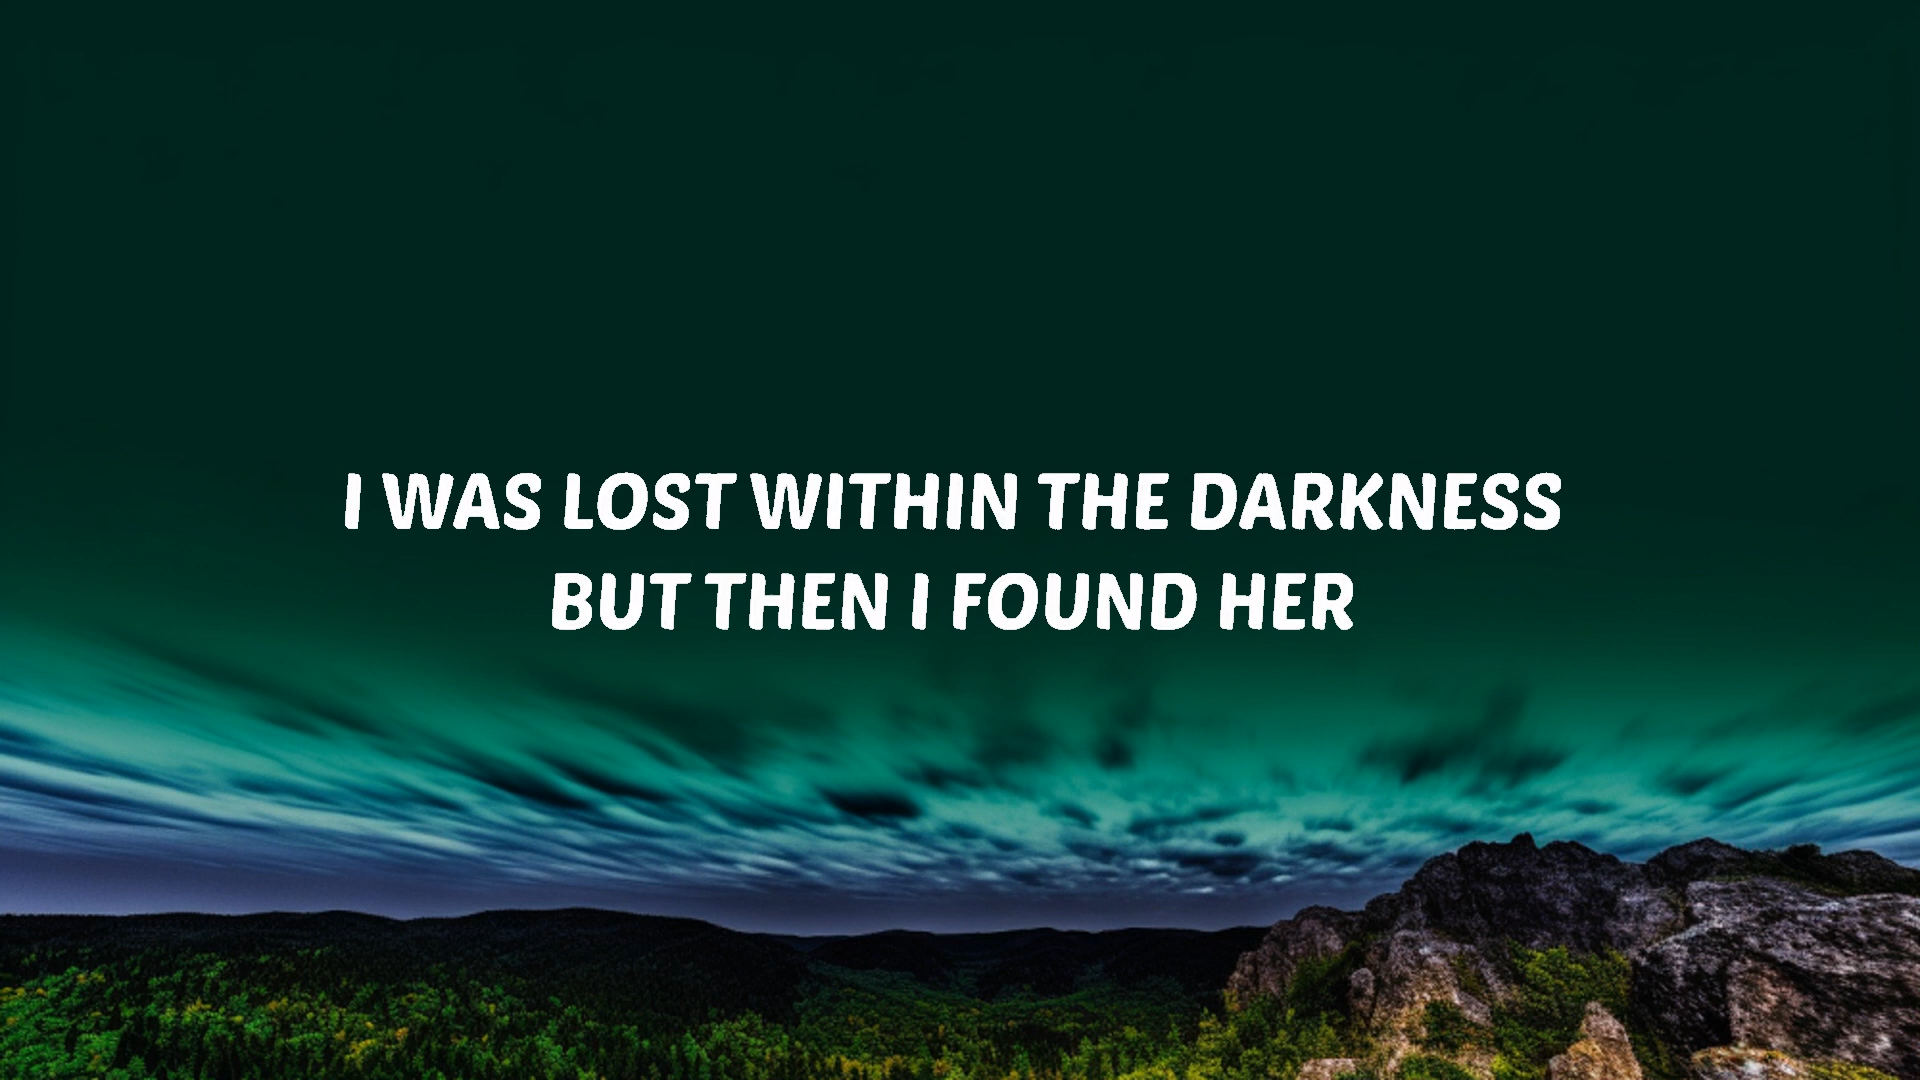 I WAS LOST WITHIN THE DARKNESS
BUT THEN I FOUND HER